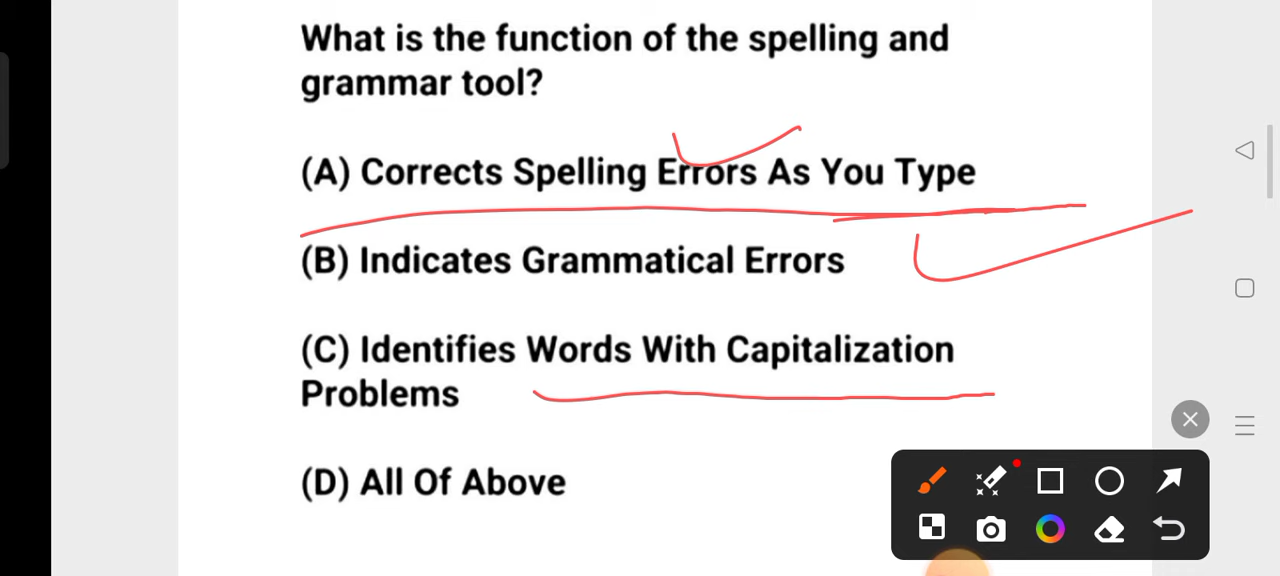 What is the function of the spelling and
grammar tool?
(A) Corrects Spelling Errors As You Type
(B) Indicates Grammatical Errors
(C) Identifies Words With Capitalization
Problems
(D) All Of Above